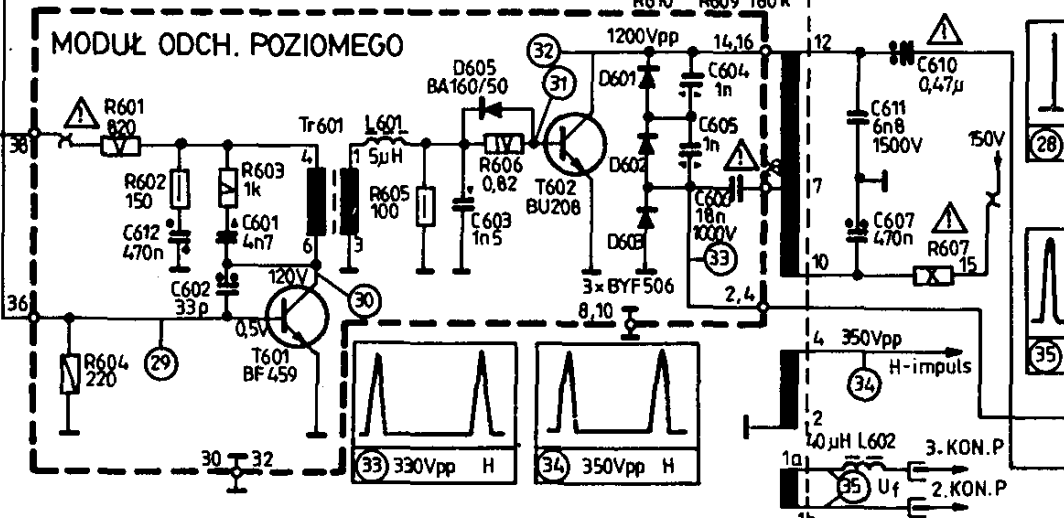 R610 R609 180k
MODUŁ ODCH. POZIOMEGO
1200Vpp
14,16
12
32
31
D605
BA160/50
D601
C604
1n
C610
0,47µ
C611
6n8
1500V
R601
820
38
Tr601
L601
5µH
4
1
R606
0,82
T602
BU208
C605
1n
D602
150V
28
7
R602
150
R603
1k
R605
100
C603
1n5
C606
18n
1000V
C612
470n
C601
4n7
6
3
D603
C607
470n
R607
15
10
33
120V
C602
33p
30
3×BYF506
2,4
36
0,5V
8,10
29
T601
BF459
R604
220
4
350Vpp
H-impuls
34
35
2
33 330Vpp H
34 350Vpp H
30 32
40µH L602
1a
3.KON.P
35 Uf
2.KON.P
1b